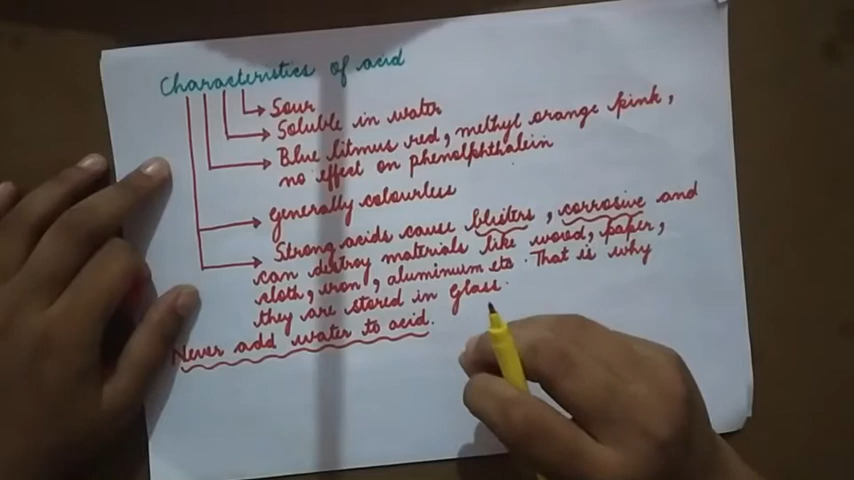 Characteristics of acid
Sour
Soluble in water
Blue litmus red, methyl orange pink,
no effect on phenolphthalein
generally colourless
Strong acids cause blisters, corrosive and
can destroy materials like wood, paper,
cloth, iron, aluminum etc. That is why
they are stored in glass.
Never add water to acid.